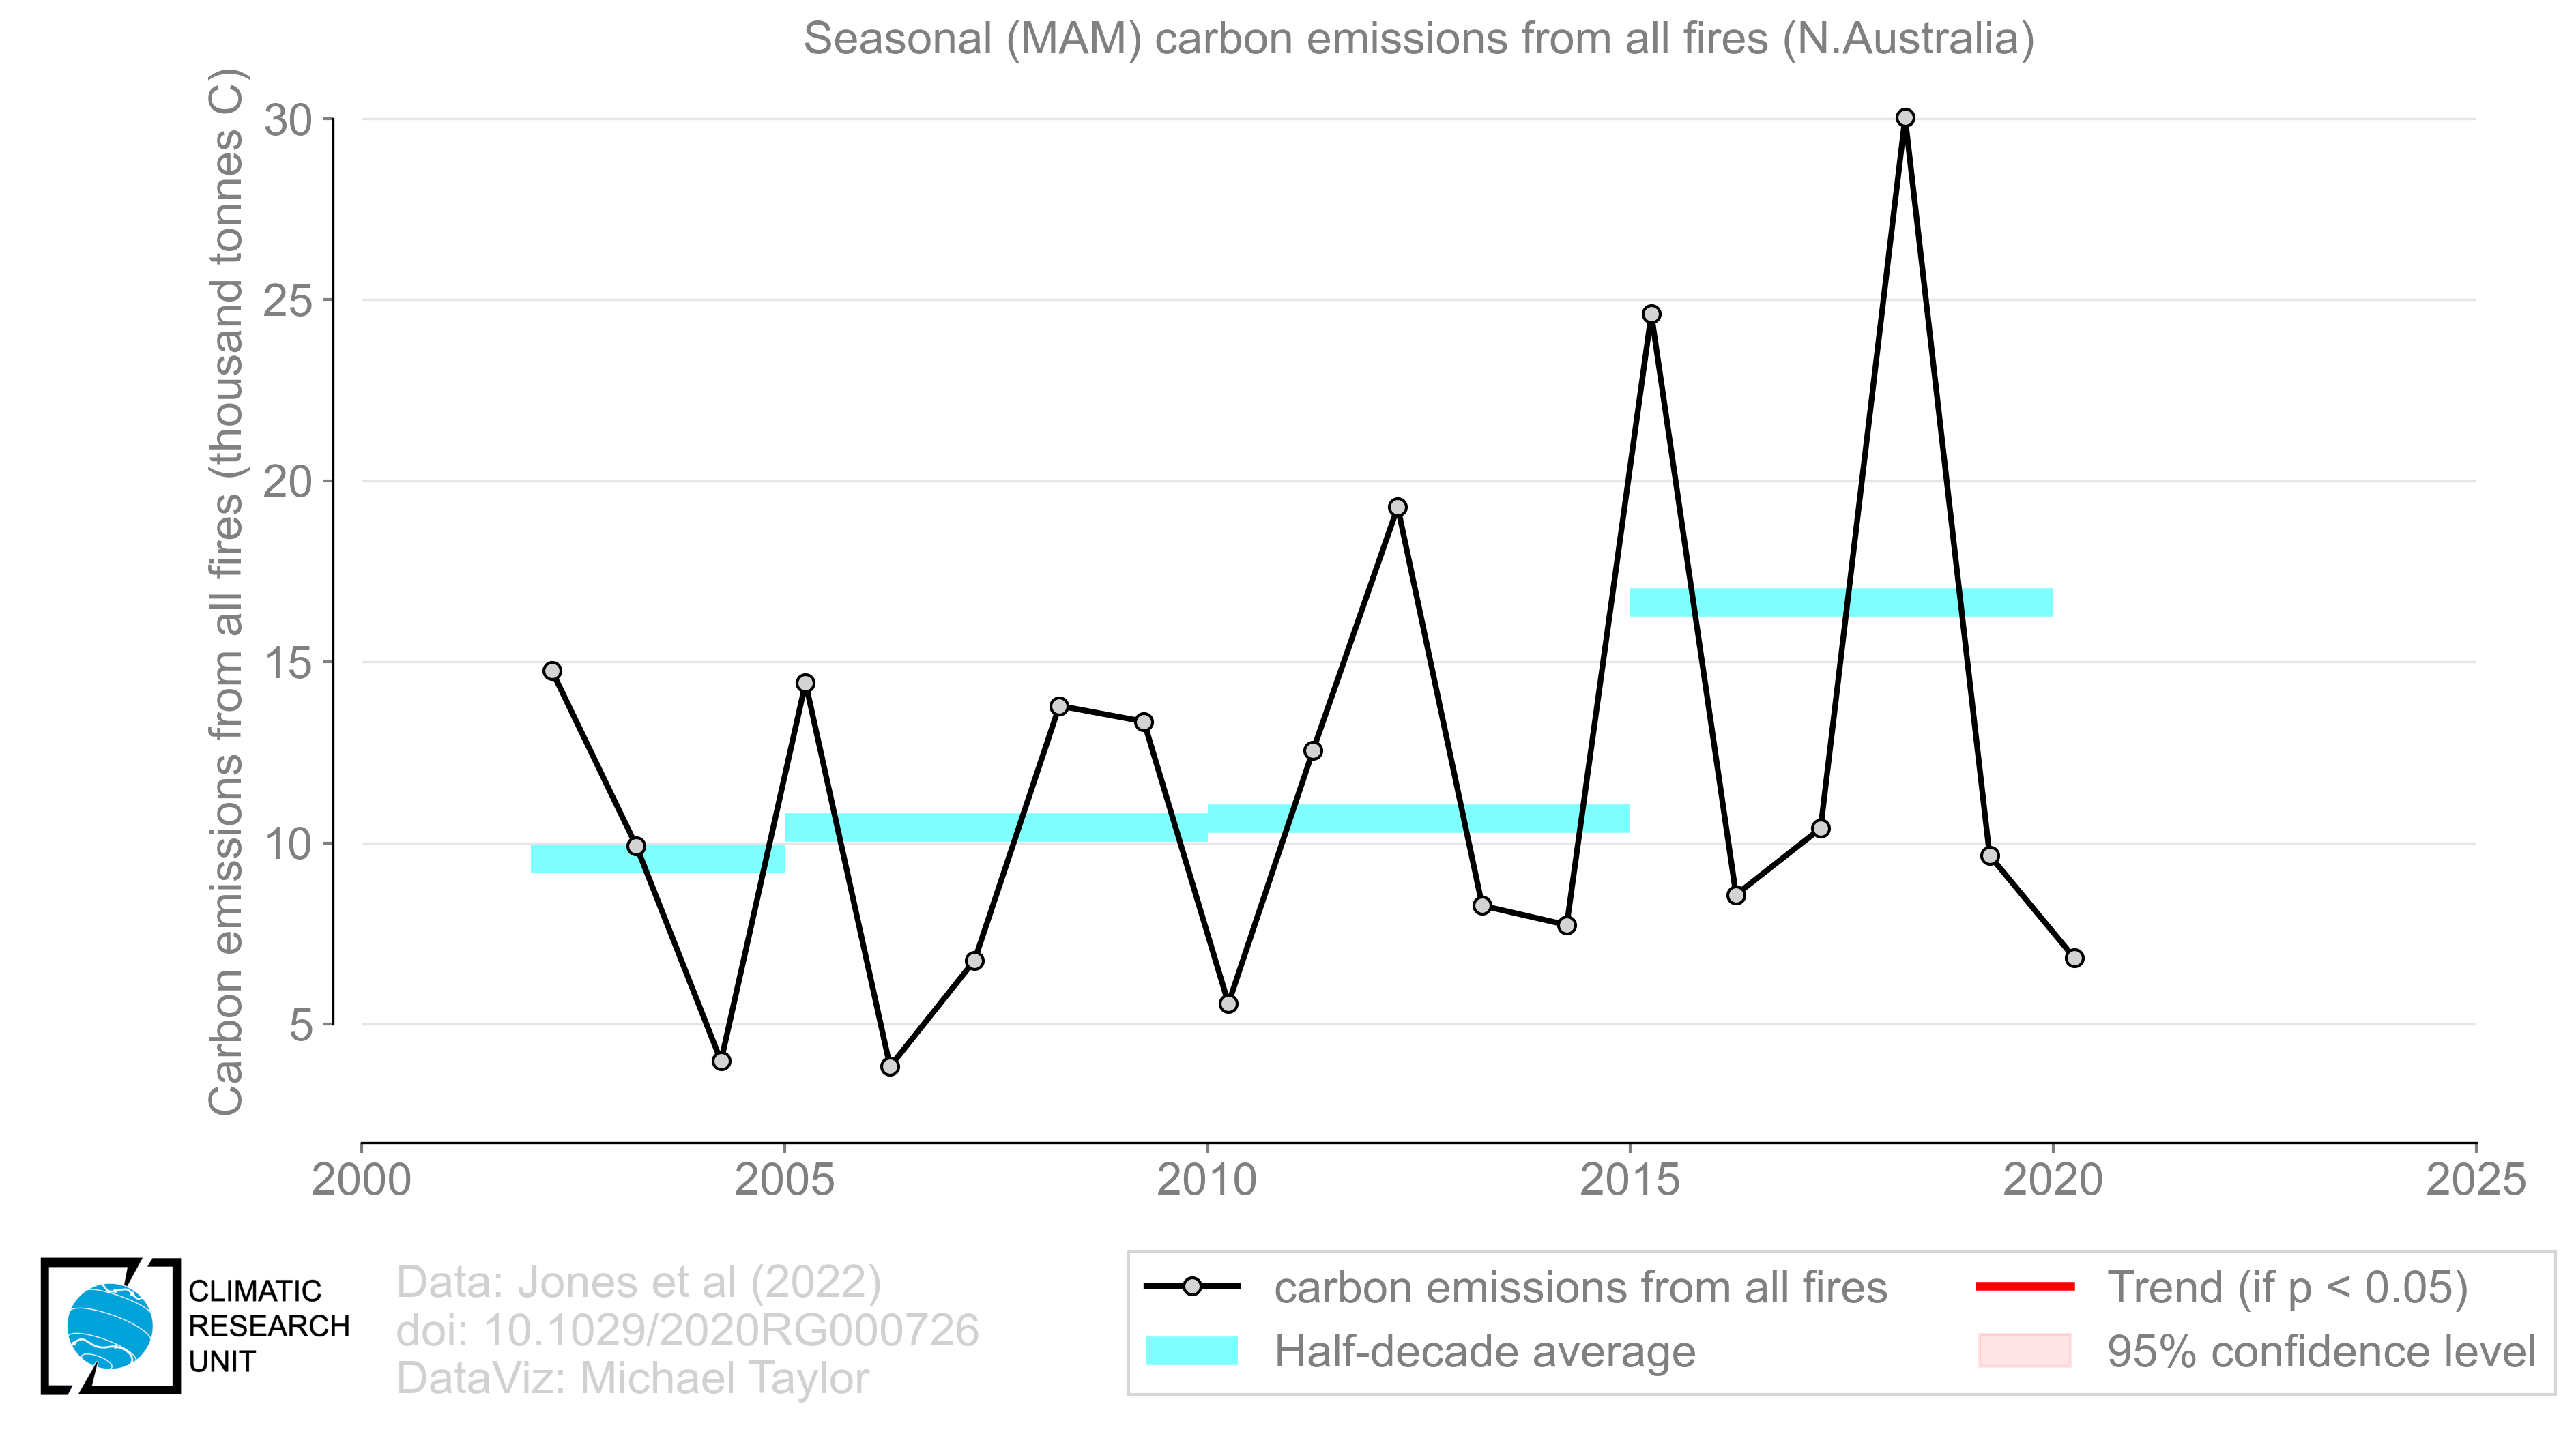 Seasonal (MAM) carbon emissions from all fires (N.Australia)
Carbon emissions from all fires (thousand tonnes C)
30
25
20
15
10
5
2000
2005
2010
2015
2020
2025
CLIMATIC
RESEARCH
UNIT
Data: Jones et al (2022)
doi: 10.1029/2020RG000726
DataViz: Michael Taylor
carbon emissions from all fires
Half-decade average
Trend (if p < 0.05)
95% confidence level